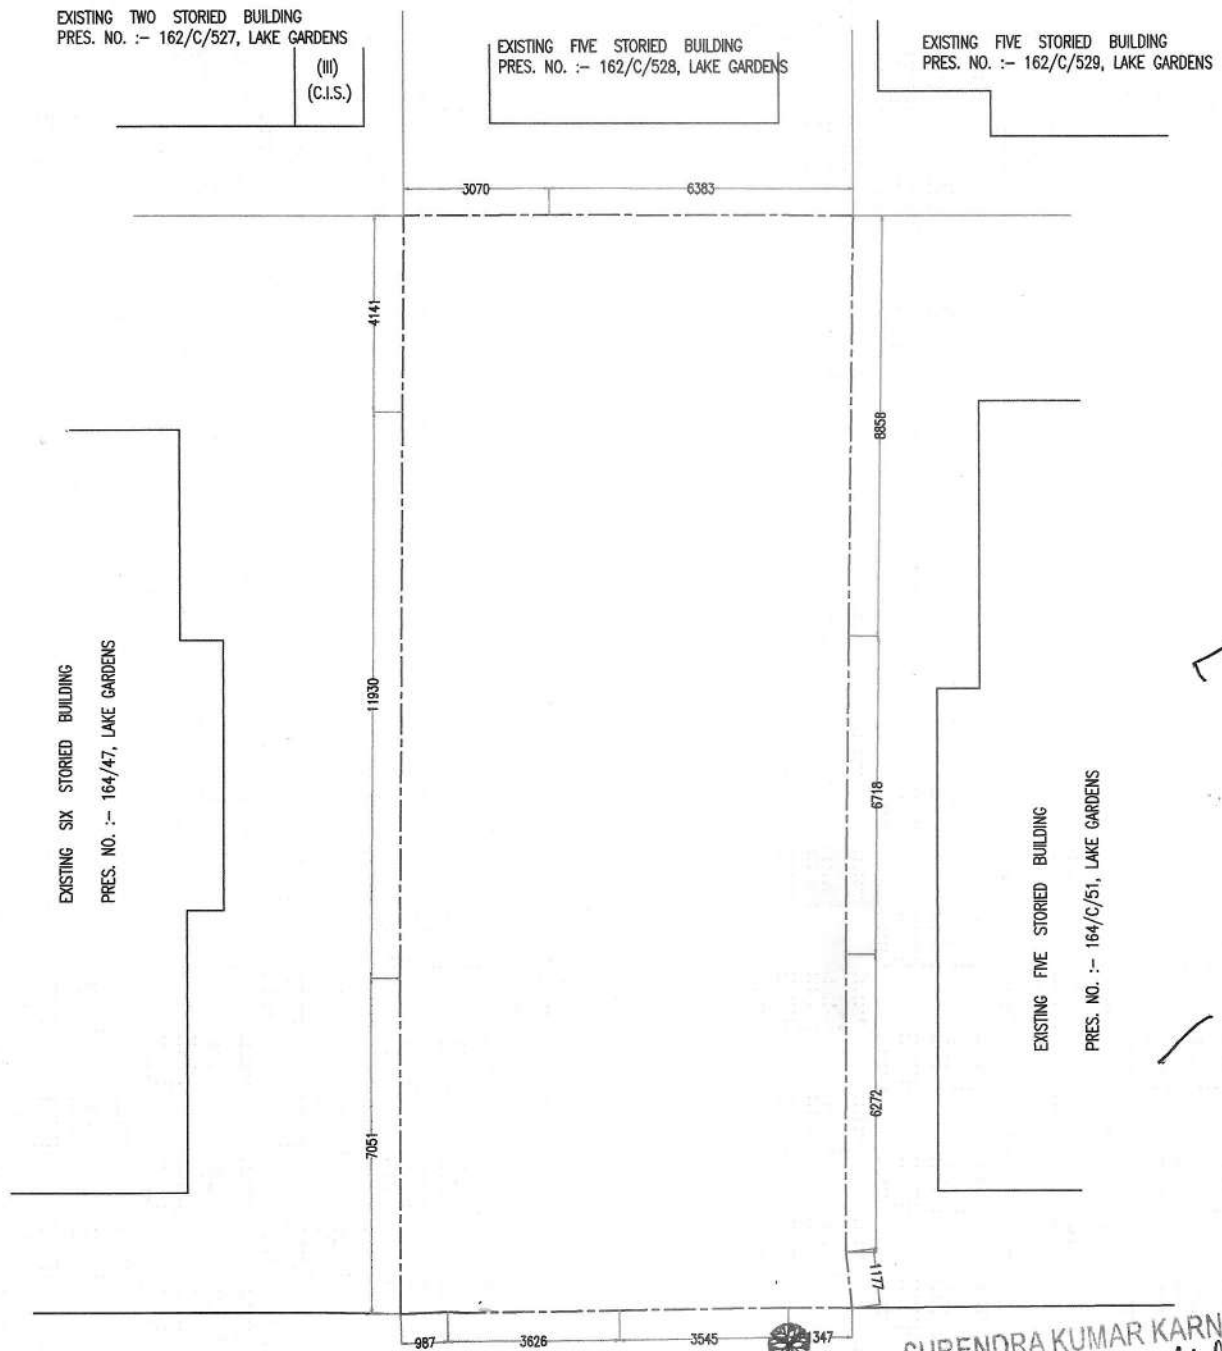 EXISTING TWO STORIED BUILDING
PRES. NO. :- 162/C/527, LAKE GARDENS
(III)
(C.I.S.)
EXISTING FIVE STORIED BUILDING
PRES. NO. :- 162/C/528, LAKE GARDENS
EXISTING FIVE STORIED BUILDING
PRES. NO. :- 162/C/529, LAKE GARDENS
3070
6383
4141
8858
EXISTING SIX STORIED BUILDING
PRES. NO. :- 164/47, LAKE GARDENS
11930
6718
EXISTING FIVE STORIED BUILDING
PRES. NO. :- 164/C/51, LAKE GARDENS
7051
6272
1177
987
3626
3545
1347
SURENDRA KUMAR KARN